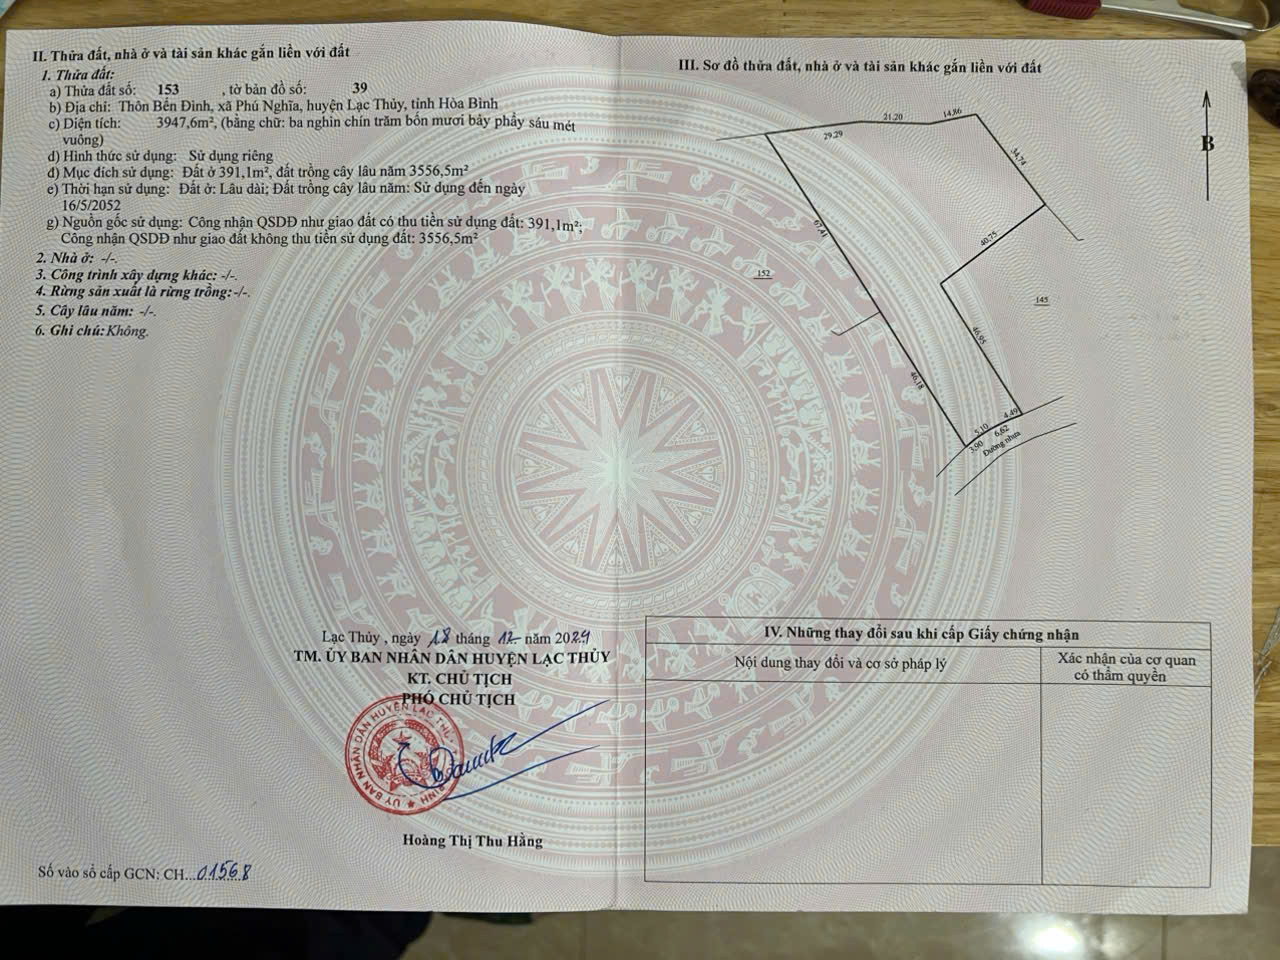 II. Thửa đất, nhà ở và tài sản khác gắn liền với đất
1. Thửa đất:
a) Thửa đất số: 153 , tờ bản đồ số: 39
b) Địa chỉ: Thôn Bến Đình, xã Phú Nghĩa, huyện Lạc Thủy, tỉnh Hòa Bình
c) Diện tích: 3947,6m², (bằng chữ: ba nghìn chín trăm bốn mươi bảy phẩy sáu mét
vuông)
d) Hình thức sử dụng: Sử dụng riêng
đ) Mục đích sử dụng: Đất ở 391,1m², đất trồng cây lâu năm 3556,5m²
e) Thời hạn sử dụng: Đất ở: Lâu dài; Đất trồng cây lâu năm: Sử dụng đến ngày
16/5/2052
g) Nguồn gốc sử dụng: Công nhận QSDĐ như giao đất có thu tiền sử dụng đất: 391,1m²;
Công nhận QSDĐ như giao đất không thu tiền sử dụng đất: 3556,5m²
2. Nhà ở: -/-.
3. Công trình xây dựng khác: -/-.
4. Rừng sản xuất là rừng trồng: -/-.
5. Cây lâu năm: -/-.
6. Ghi chú: Không.
Lạc Thủy , ngày 18 tháng 12 năm 2024
TM. ỦY BAN NHÂN DÂN HUYỆN LẠC THỦY
KT. CHỦ TỊCH
PHÓ CHỦ TỊCH
Hoàng Thị Thu Hằng
Số vào sổ cấp GCN: CH...01568
III. Sơ đồ thửa đất, nhà ở và tài sản khác gắn liền với đất
B
29.29
21.20
14.86
34.74
67.41
40.75
152
145
46.95
46.18
4.49
5.10
6.62
3.90
Đường nhựa
IV. Những thay đổi sau khi cấp Giấy chứng nhận
Nội dung thay đổi và cơ sở pháp lý
Xác nhận của cơ quan
có thẩm quyền